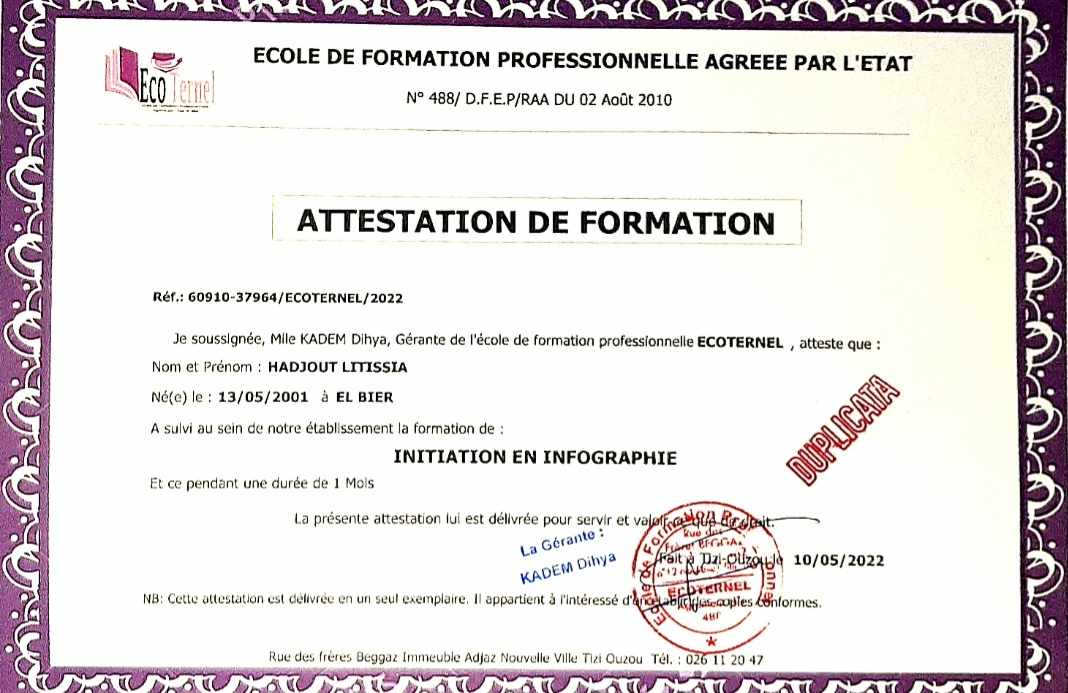 Eco Ternel
ECOLE DE FORMATION PROFESSIONNELLE AGREEE PAR L'ETAT
N° 488/ D.F.E.P/RAA DU 02 Août 2010
ATTESTATION DE FORMATION
Réf.: 60910-37964/ECOTERNEL/2022
Je soussignée, Mlle KADEM Dihya, Gérante de l'école de formation professionnelle ECOTERNEL , atteste que :
Nom et Prénom : HADJOUT LITISSIA
Né(e) le : 13/05/2001 à EL BIER
A suivi au sein de notre établissement la formation de :
DUPLICATA
INITIATION EN INFOGRAPHIE
Et ce pendant une durée de 1 Mois
La présente attestation lui est délivrée pour servir et valoir ce que de droit.
La Gérante :
KADEM Dihya
Fait à Tizi-Ouzou le 10/05/2022
Ecole de Formation
Rue des
Frères BEGGAZ
ECOTERNEL
NB: Cette attestation est délivrée en un seul exemplaire. Il appartient à l'intéressé d'en établir des copies conformes.
Rue des frères Beggaz Immeuble Adjaz Nouvelle Ville Tizi Ouzou Tél. : 026 11 20 47